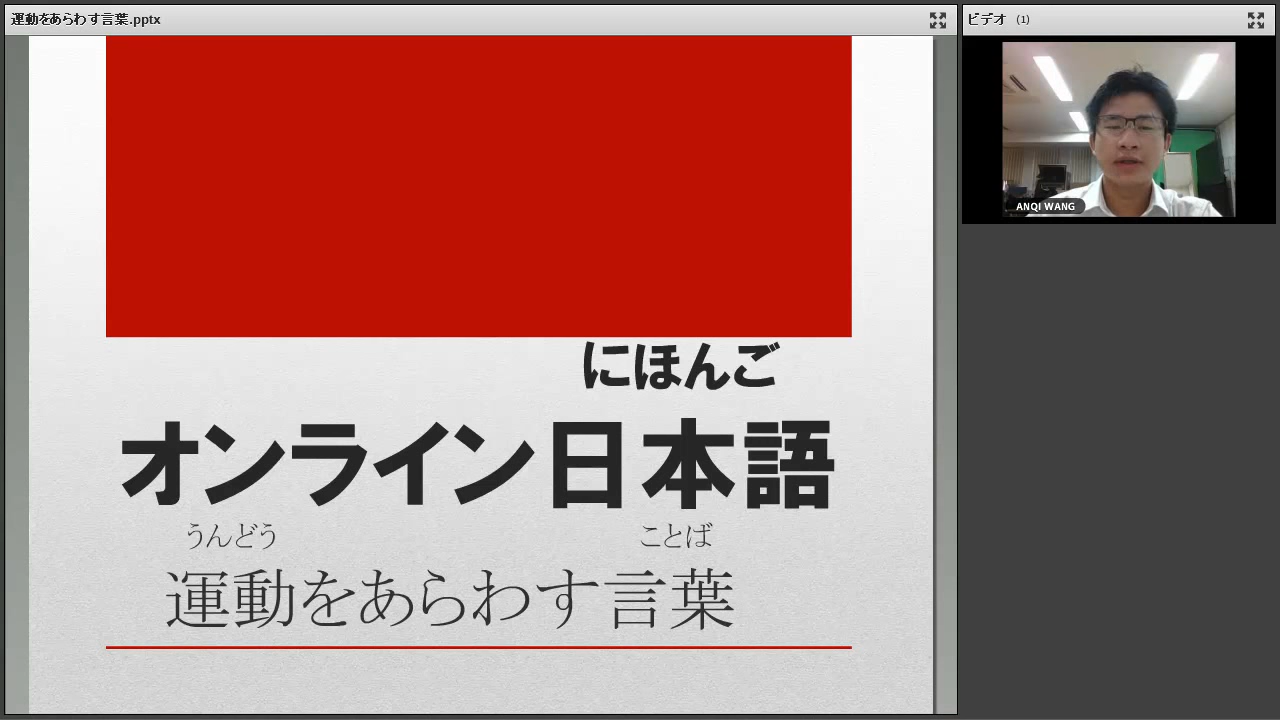 運動をあらわす言葉.pptx
ビデオ (1)
ANQI WANG
にほんご
オンライン日本語
うんどう ことば
運動をあらわす言葉